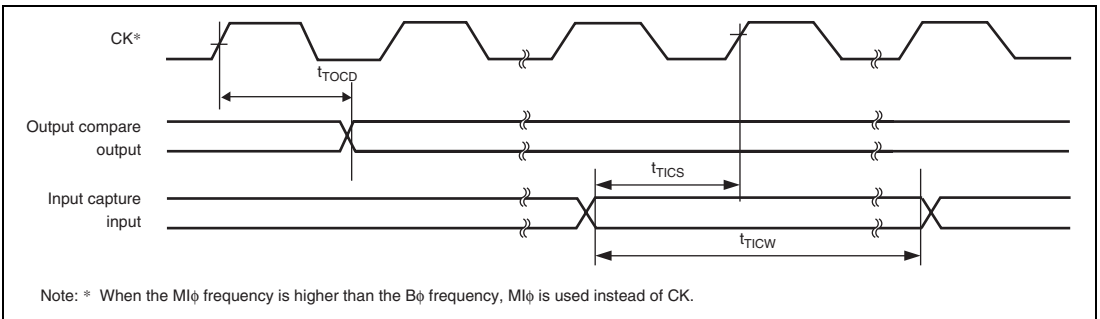 CK*
tTOCD
Output compare
output
tTICS
Input capture
input
tTICW
Note: * When the MIϕ frequency is higher than the Bϕ frequency, MIϕ is used instead of CK.